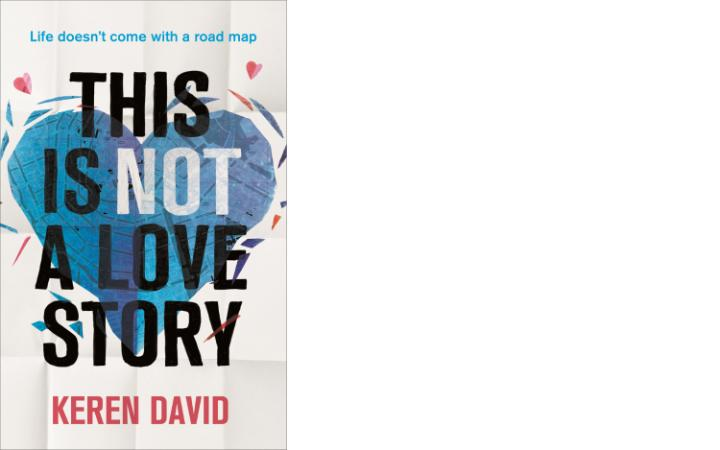 Life doesn't come with a road map
THIS
IS NOT
A LOVE
STORY
KEREN DAVID